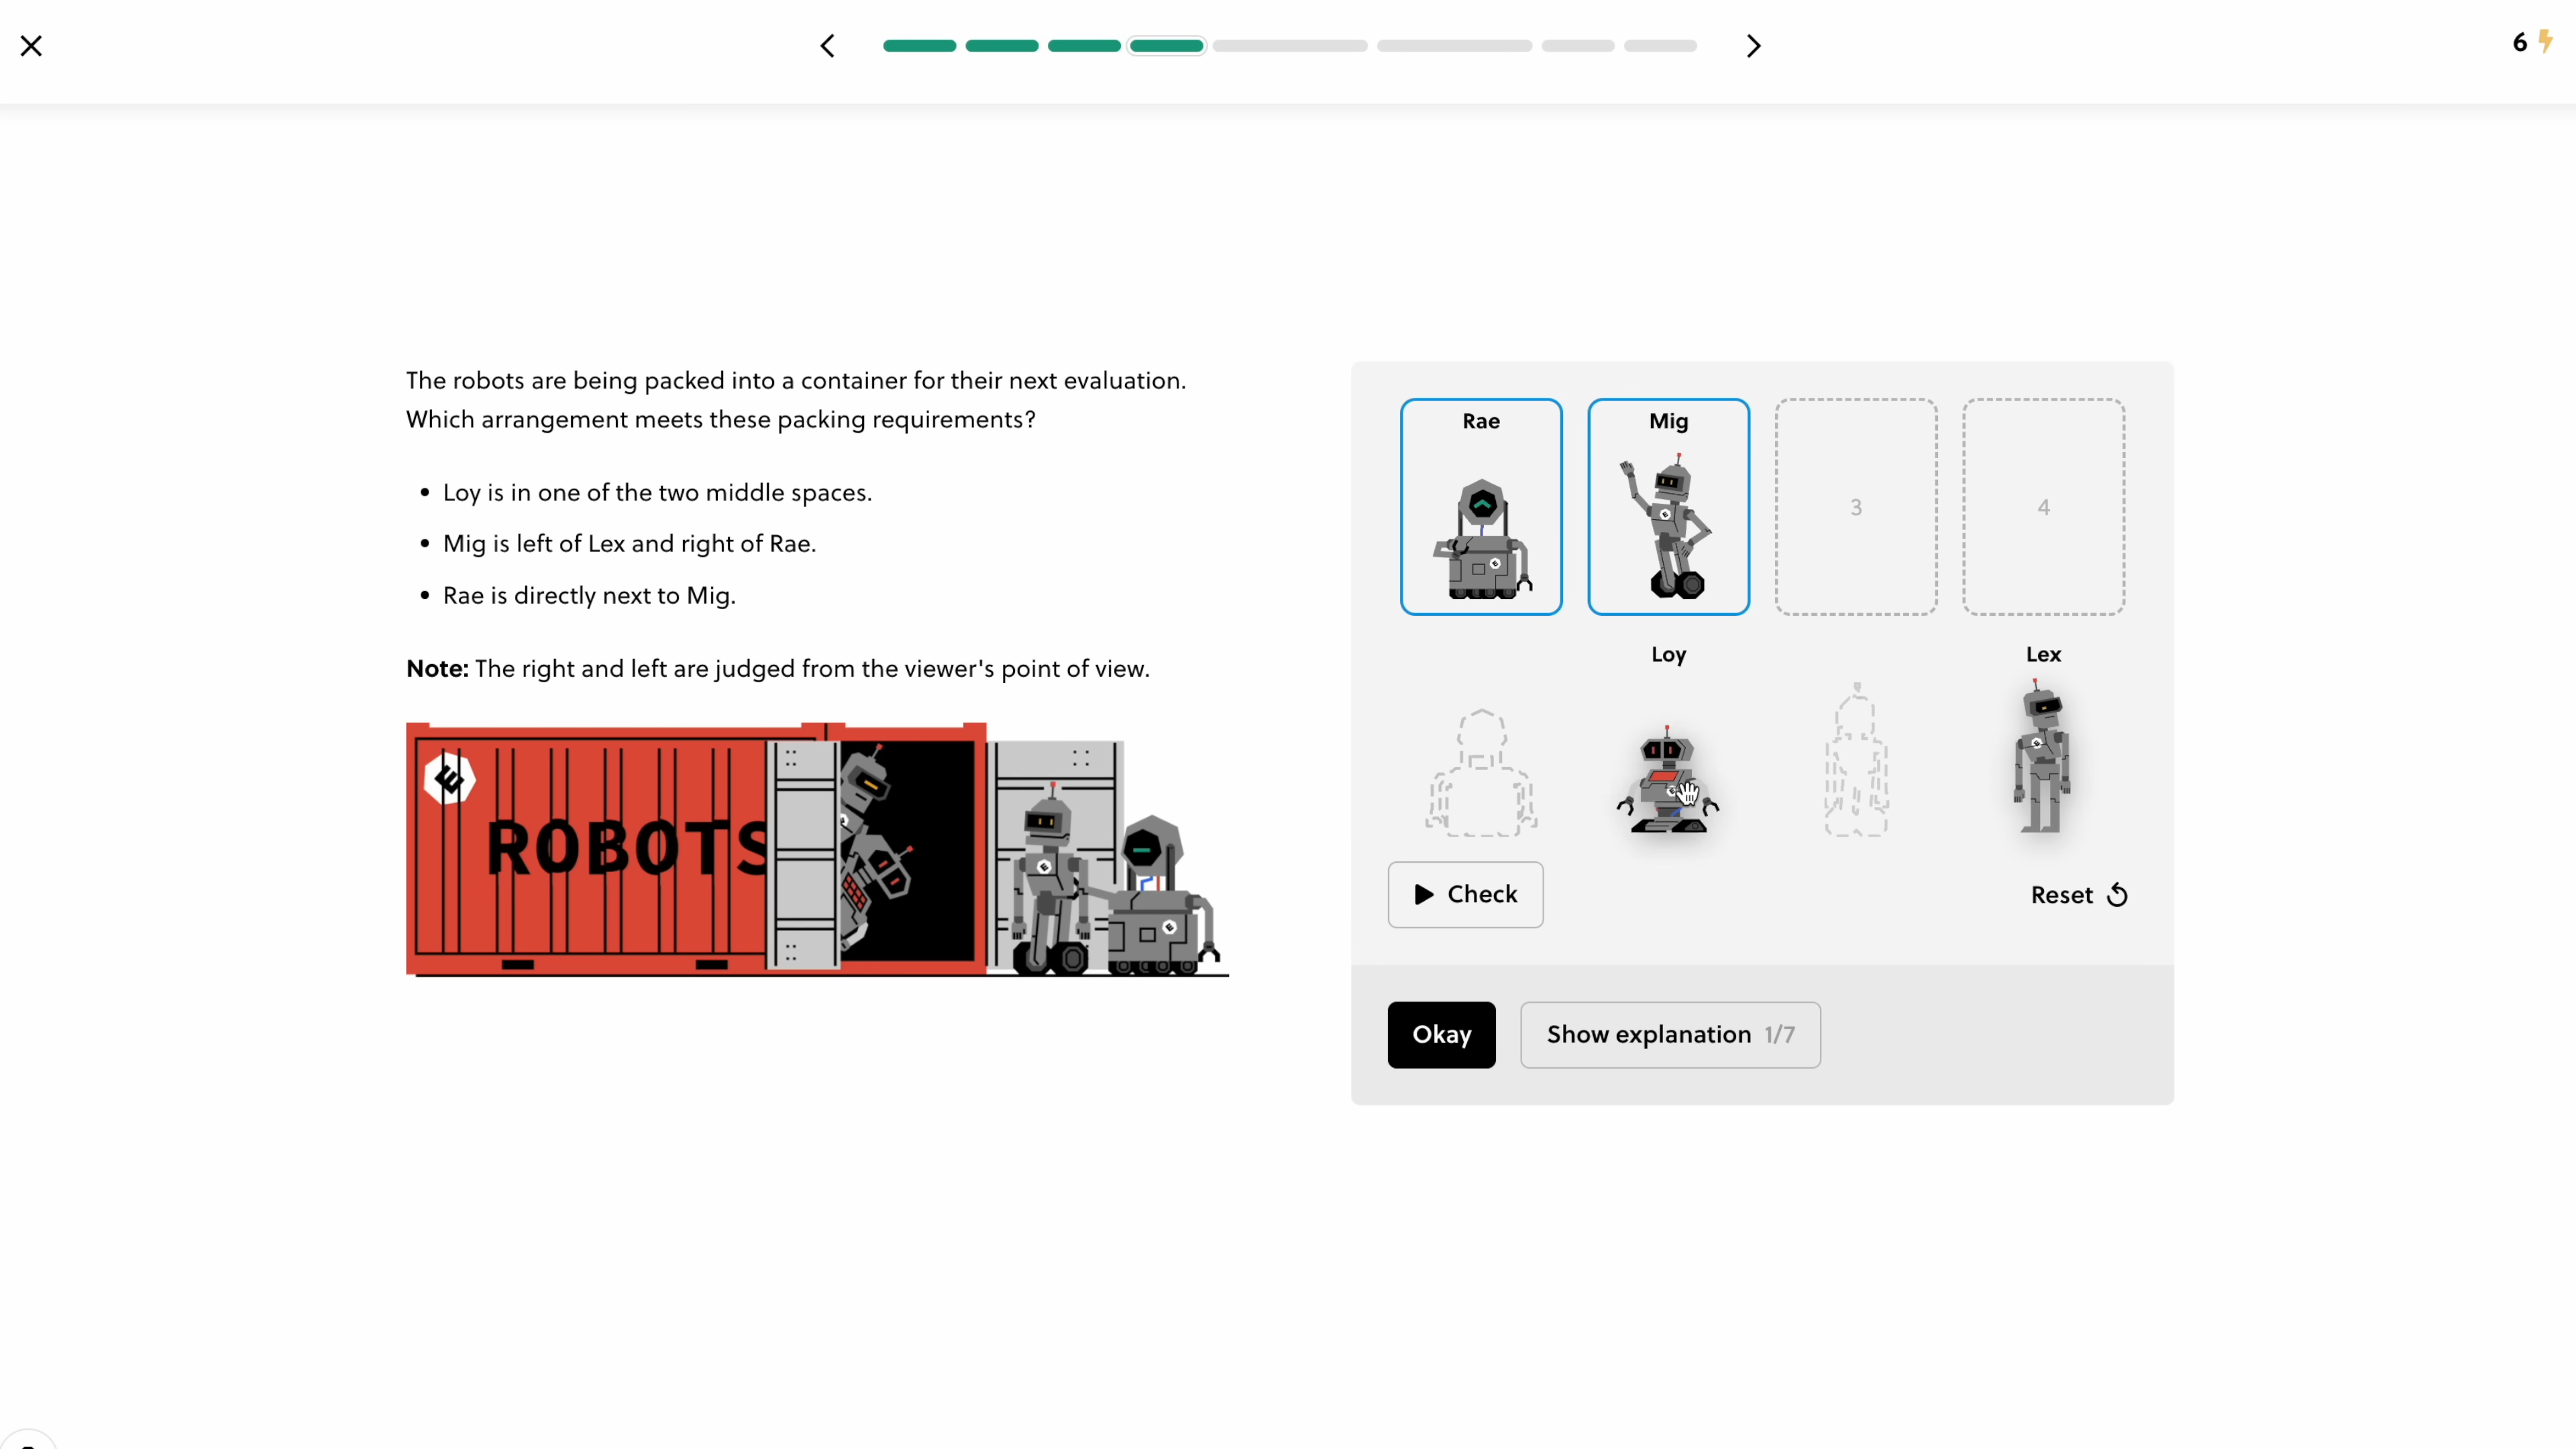 6
The robots are being packed into a container for their next evaluation.
Which arrangement meets these packing requirements?
• Loy is in one of the two middle spaces.
• Mig is left of Lex and right of Rae.
• Rae is directly next to Mig.
Note: The right and left are judged from the viewer's point of view.
ROBOTS
Rae
Mig
3
4
Loy
Lex
Check
Reset
Okay
Show explanation 1/7